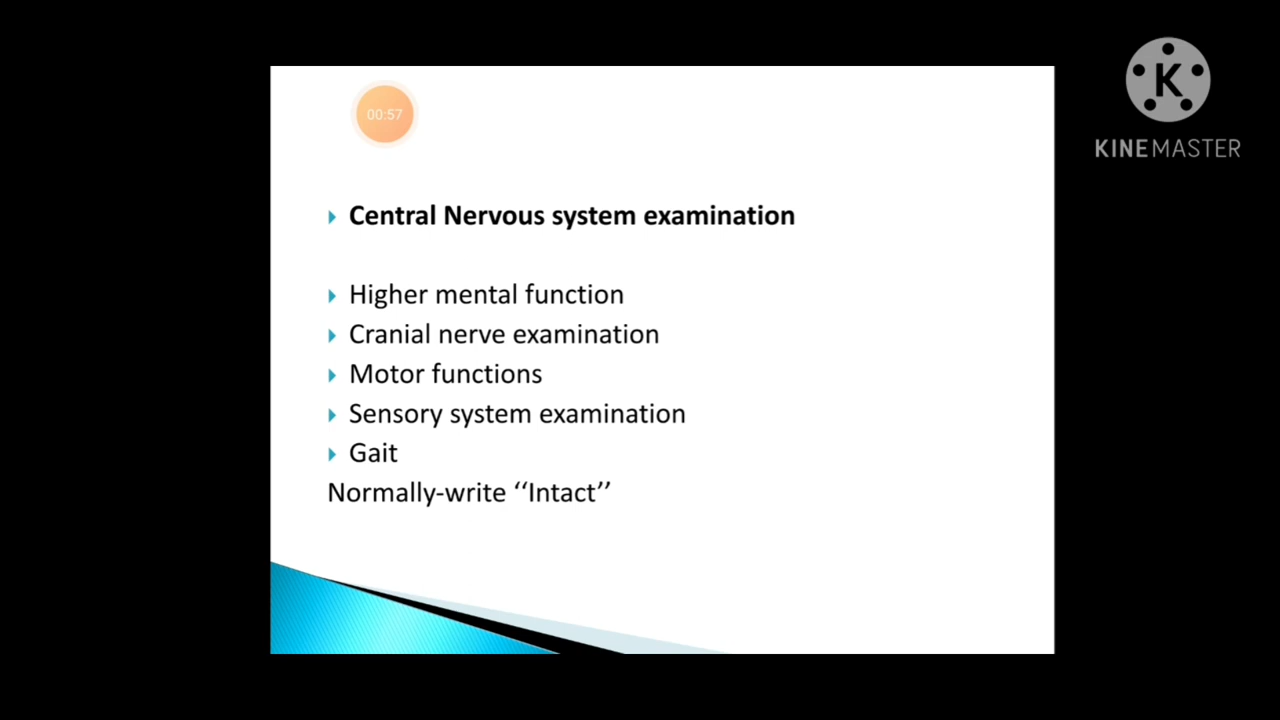 00:57
K
KINEMASTER
Central Nervous system examination
Higher mental function
Cranial nerve examination
Motor functions
Sensory system examination
Gait
Normally-write ‘‘Intact’’